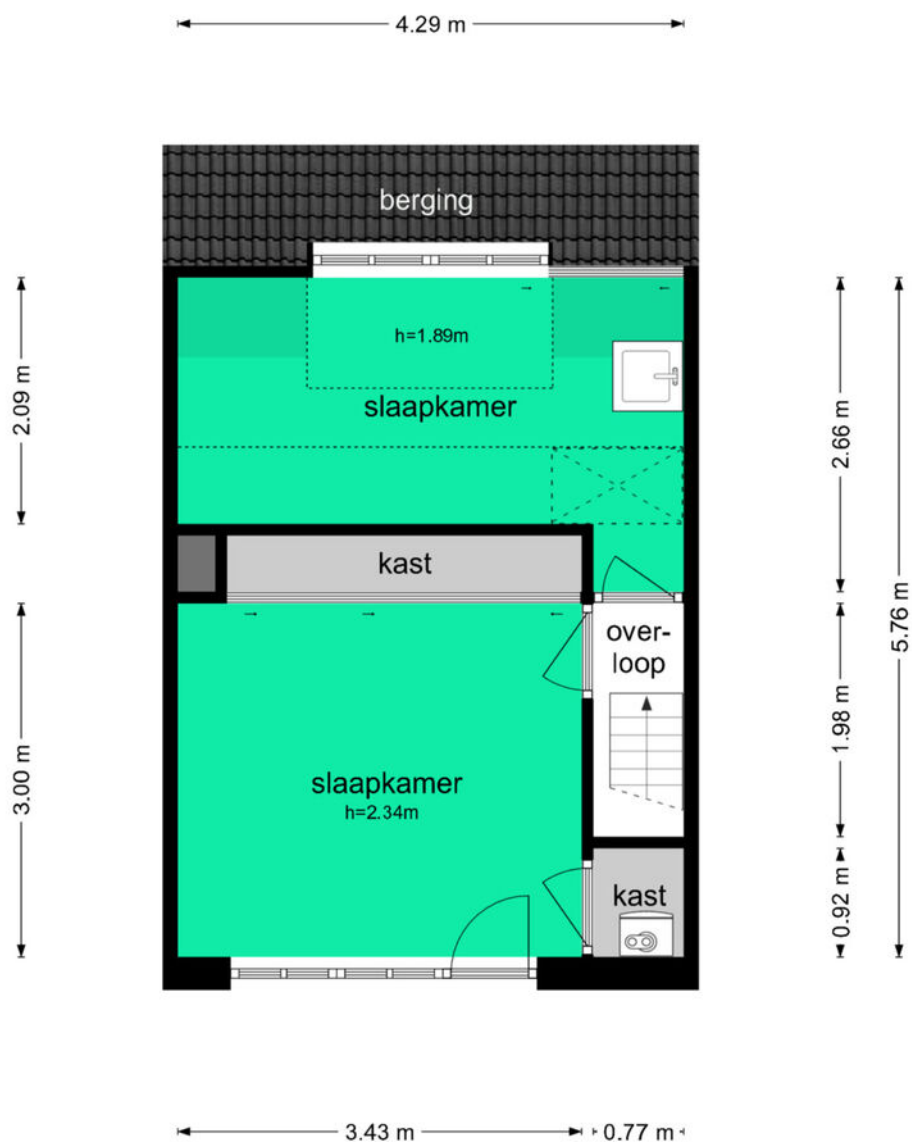 4.29 m
berging
h=1.89m
slaapkamer
2.09 m
2.66 m
kast
over-
loop
5.76 m
1.98 m
3.00 m
slaapkamer
h=2.34m
kast
0.92 m
3.43 m
0.77 m